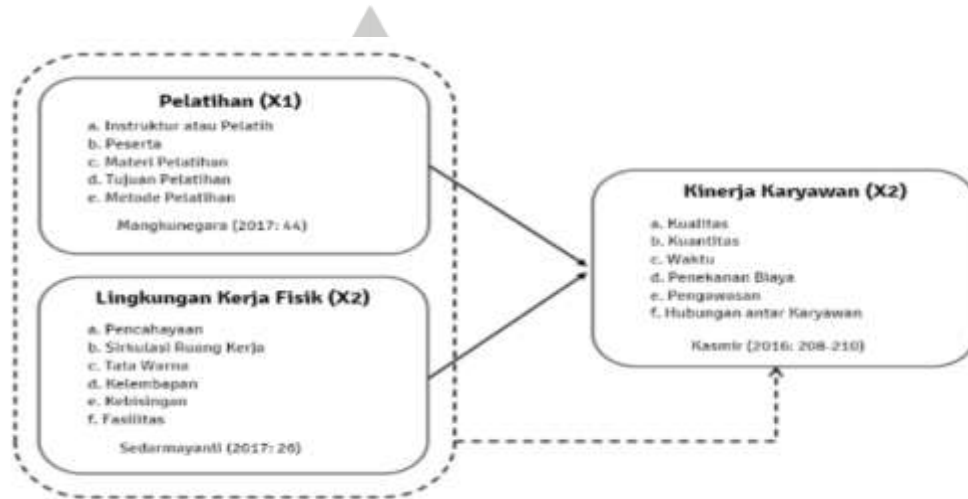 Pelatihan (X1)
a. Instruktur atau Pelatih
b. Peserta
c. Materi Pelatihan
d. Tujuan Pelatihan
e. Metode Pelatihan
Mangkunegara (2017: 44)
Lingkungan Kerja Fisik (X2)
a. Pencahayaan
b. Sirkulasi Ruang Kerja
c. Tata Warna
d. Kelembapan
e. Kebisingan
f. Fasilitas
Sedarmayanti (2017: 26)
Kinerja Karyawan (X2)
a. Kualitas
b. Kuantitas
c. Waktu
d. Penekanan Biaya
e. Pengawasan
f. Hubungan antar Karyawan
Kasmir (2016: 208-210)